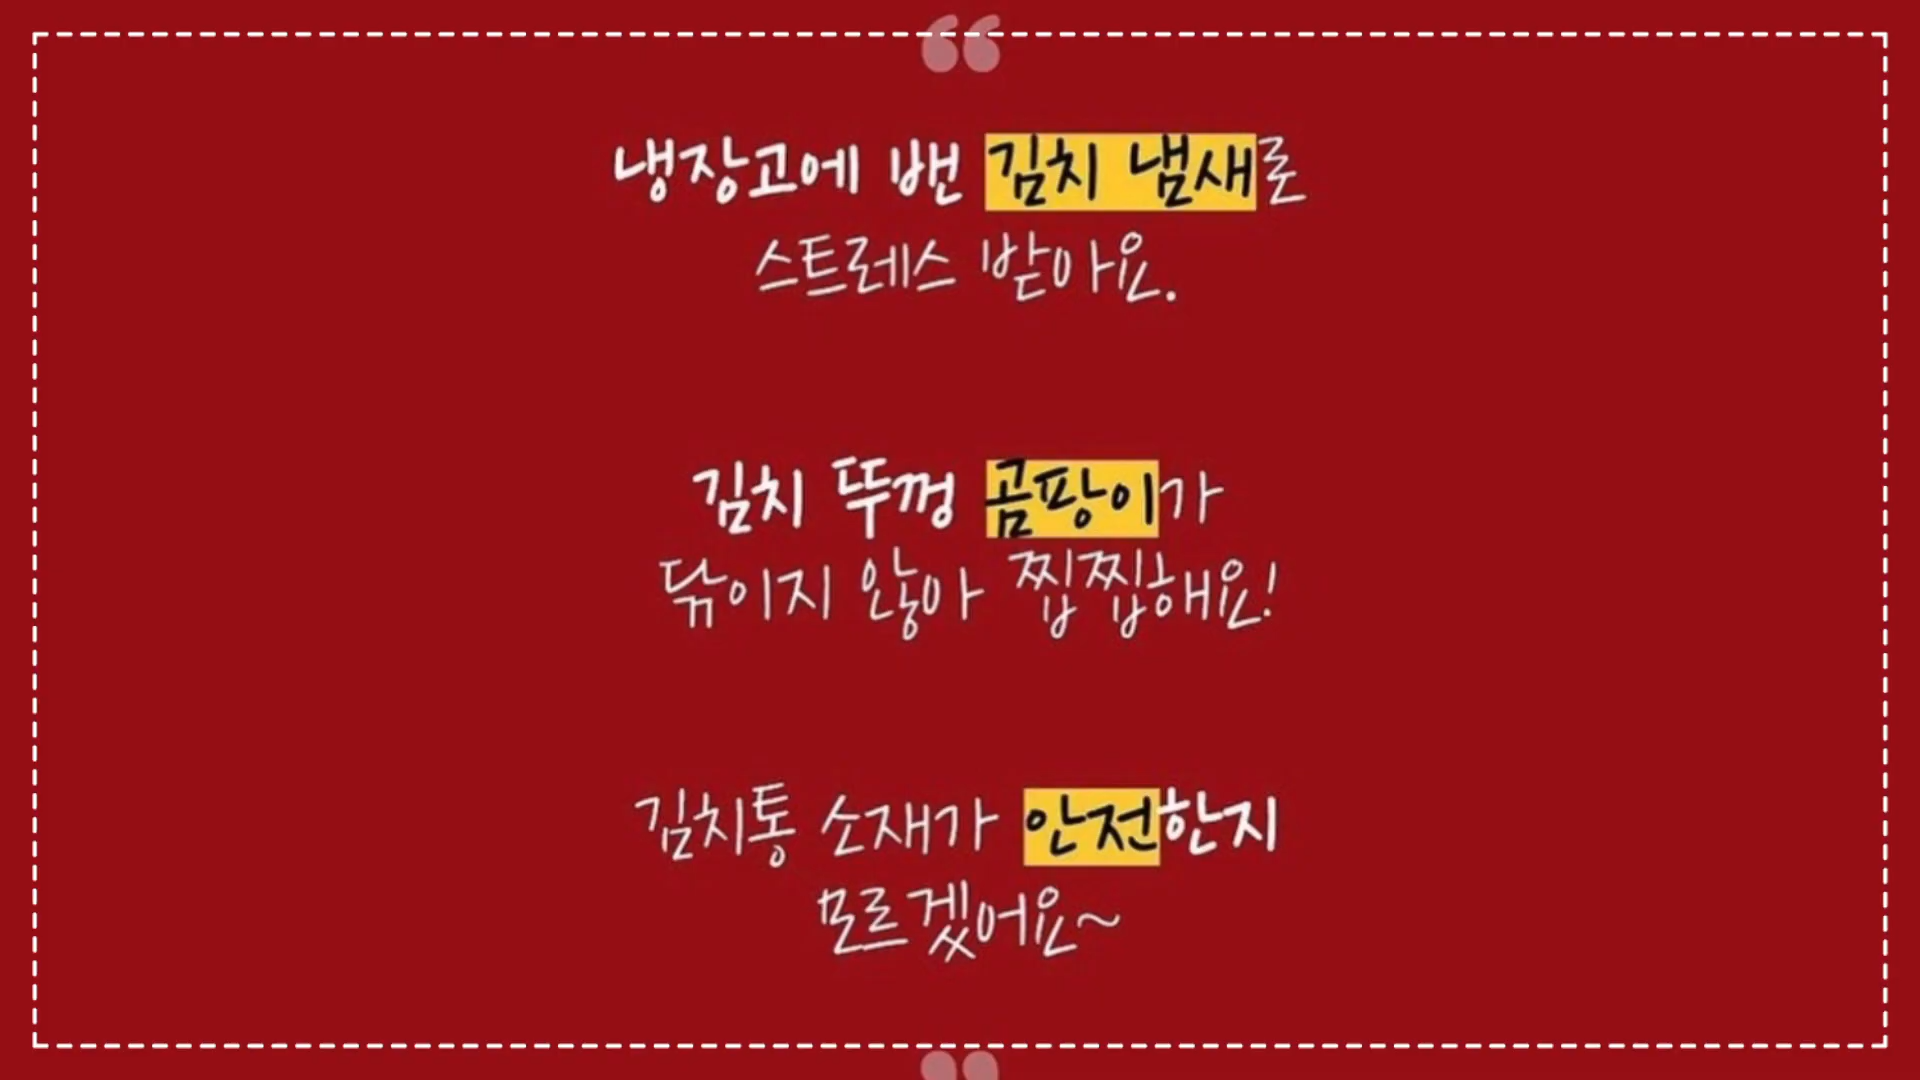 냉장고에 밴 김치 냄새로
스트레스 받아요.
김치 뚜껑 곰팡이가
닦이지 않아 찝찝해요!
김치통 소재가 안전한지
모르겠어요~